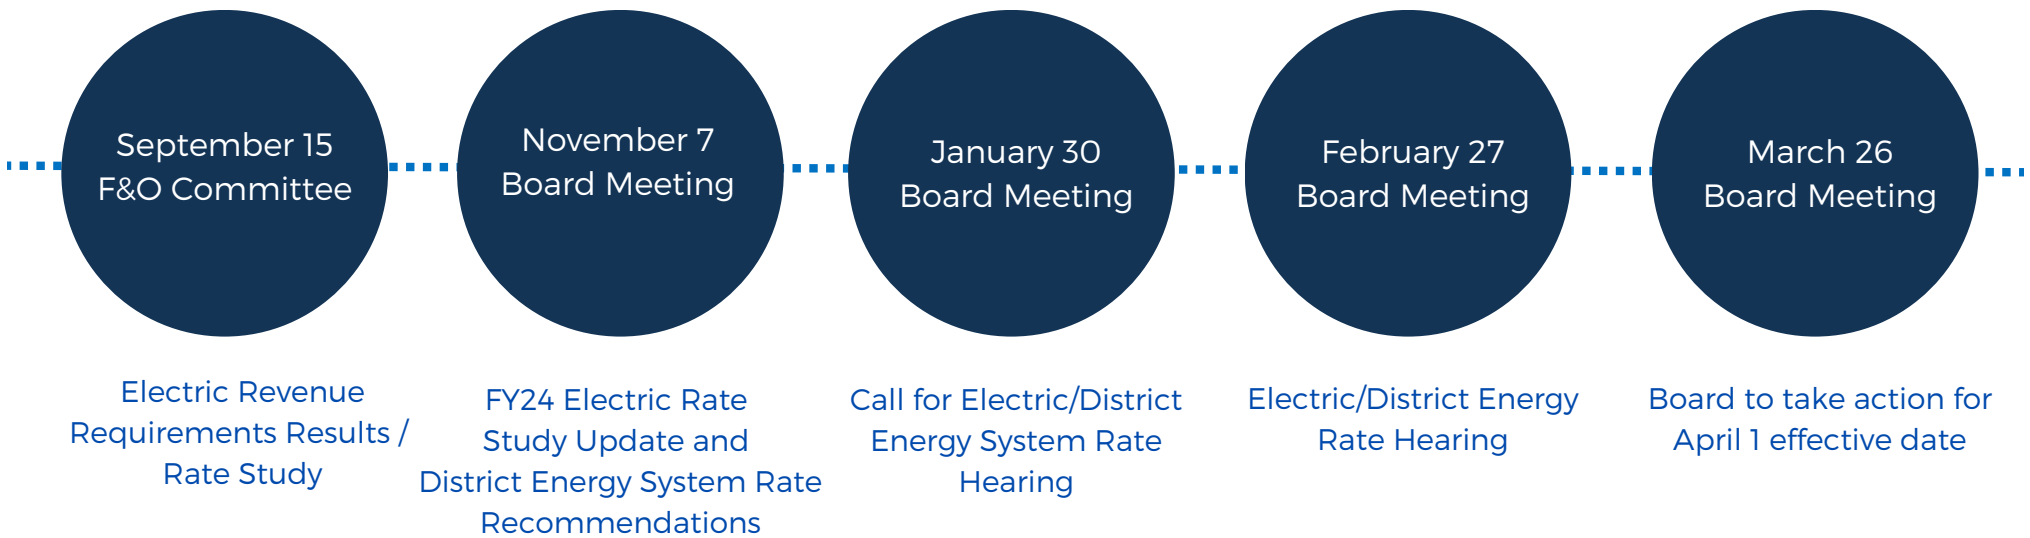 September 15
F&O Committee
Electric Revenue
Requirements Results /
Rate Study
November 7
Board Meeting
FY24 Electric Rate
Study Update and
District Energy System Rate
Recommendations
January 30
Board Meeting
Call for Electric/District
Energy System Rate
Hearing
February 27
Board Meeting
Electric/District Energy
Rate Hearing
March 26
Board Meeting
Board to take action for
April 1 effective date